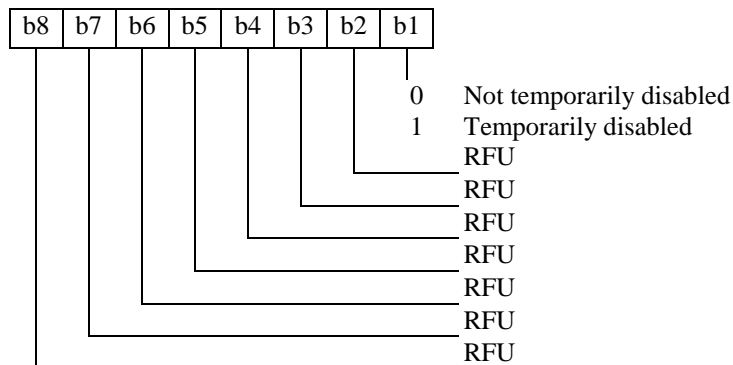 b8 b7 b6 b5 b4 b3 b2 b1
0 Not temporarily disabled
1 Temporarily disabled
RFU
RFU
RFU
RFU
RFU
RFU
RFU